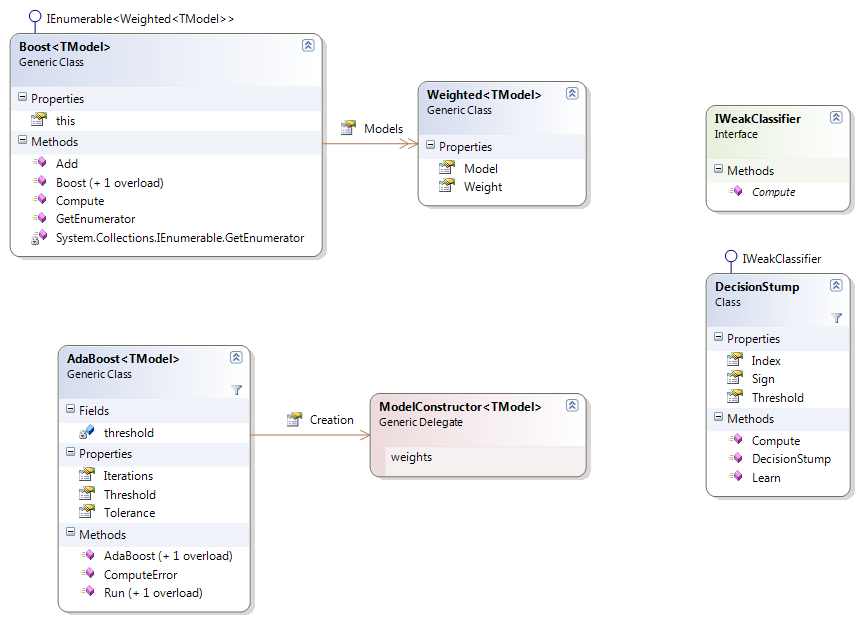 IEnumerable<Weighted<TModel>>
Boost<TModel>
Generic Class
Properties
this
Methods
Add
Boost (+ 1 overload)
Compute
GetEnumerator
System.Collections.IEnumerable.GetEnumerator
Models
Weighted<TModel>
Generic Class
Properties
Model
Weight
IWeakClassifier
Interface
Methods
Compute
IWeakClassifier
DecisionStump
Class
Properties
Index
Sign
Threshold
Methods
Compute
DecisionStump
Learn
AdaBoost<TModel>
Generic Class
Fields
threshold
Properties
Iterations
Threshold
Tolerance
Methods
AdaBoost (+ 1 overload)
ComputeError
Run (+ 1 overload)
Creation
ModelConstructor<TModel>
Generic Delegate
weights